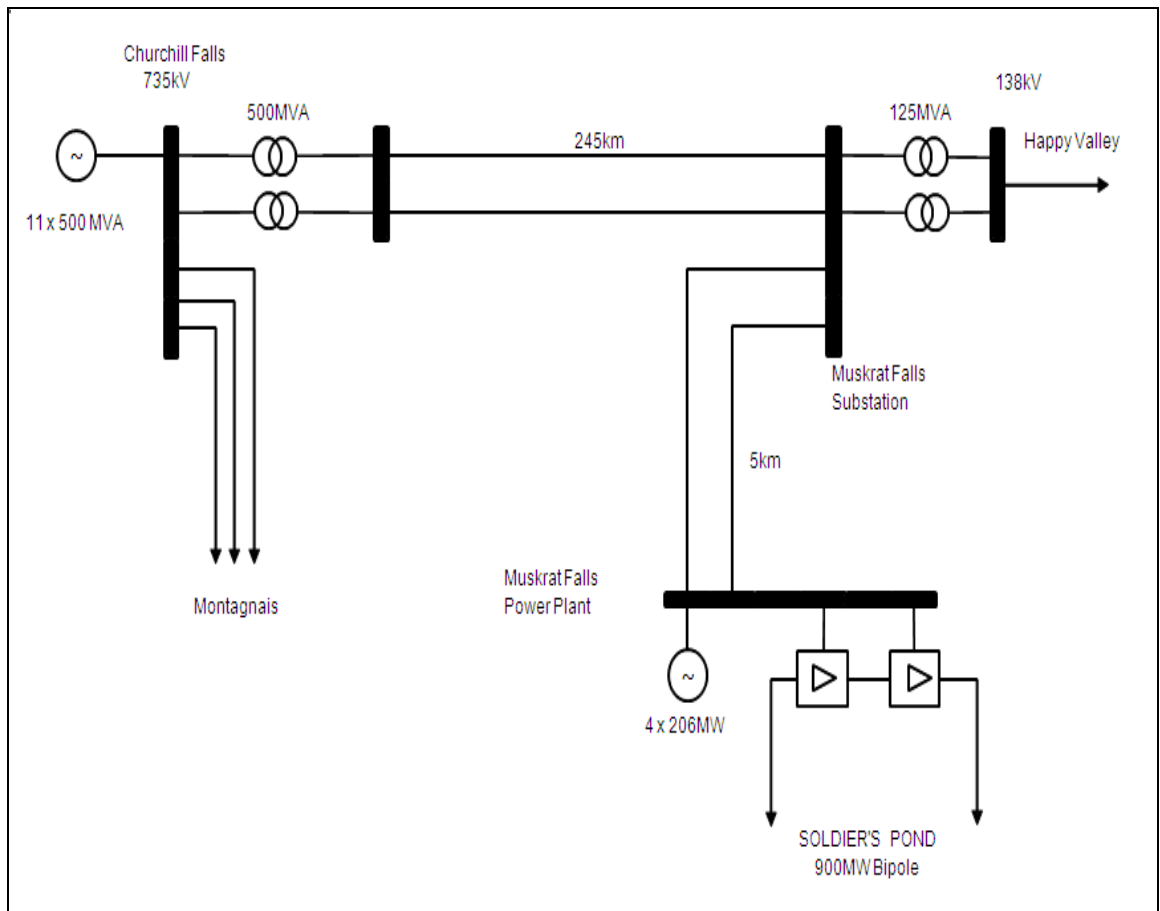 Churchill Falls
735kV
500MVA
245km
125MVA
138kV
Happy Valley
~
11 x 500 MVA
Muskrat Falls
Substation
5km
Montagnais
Muskrat Falls
Power Plant
~
4 x 206MW
SOLDIER'S POND
900MW Bipole